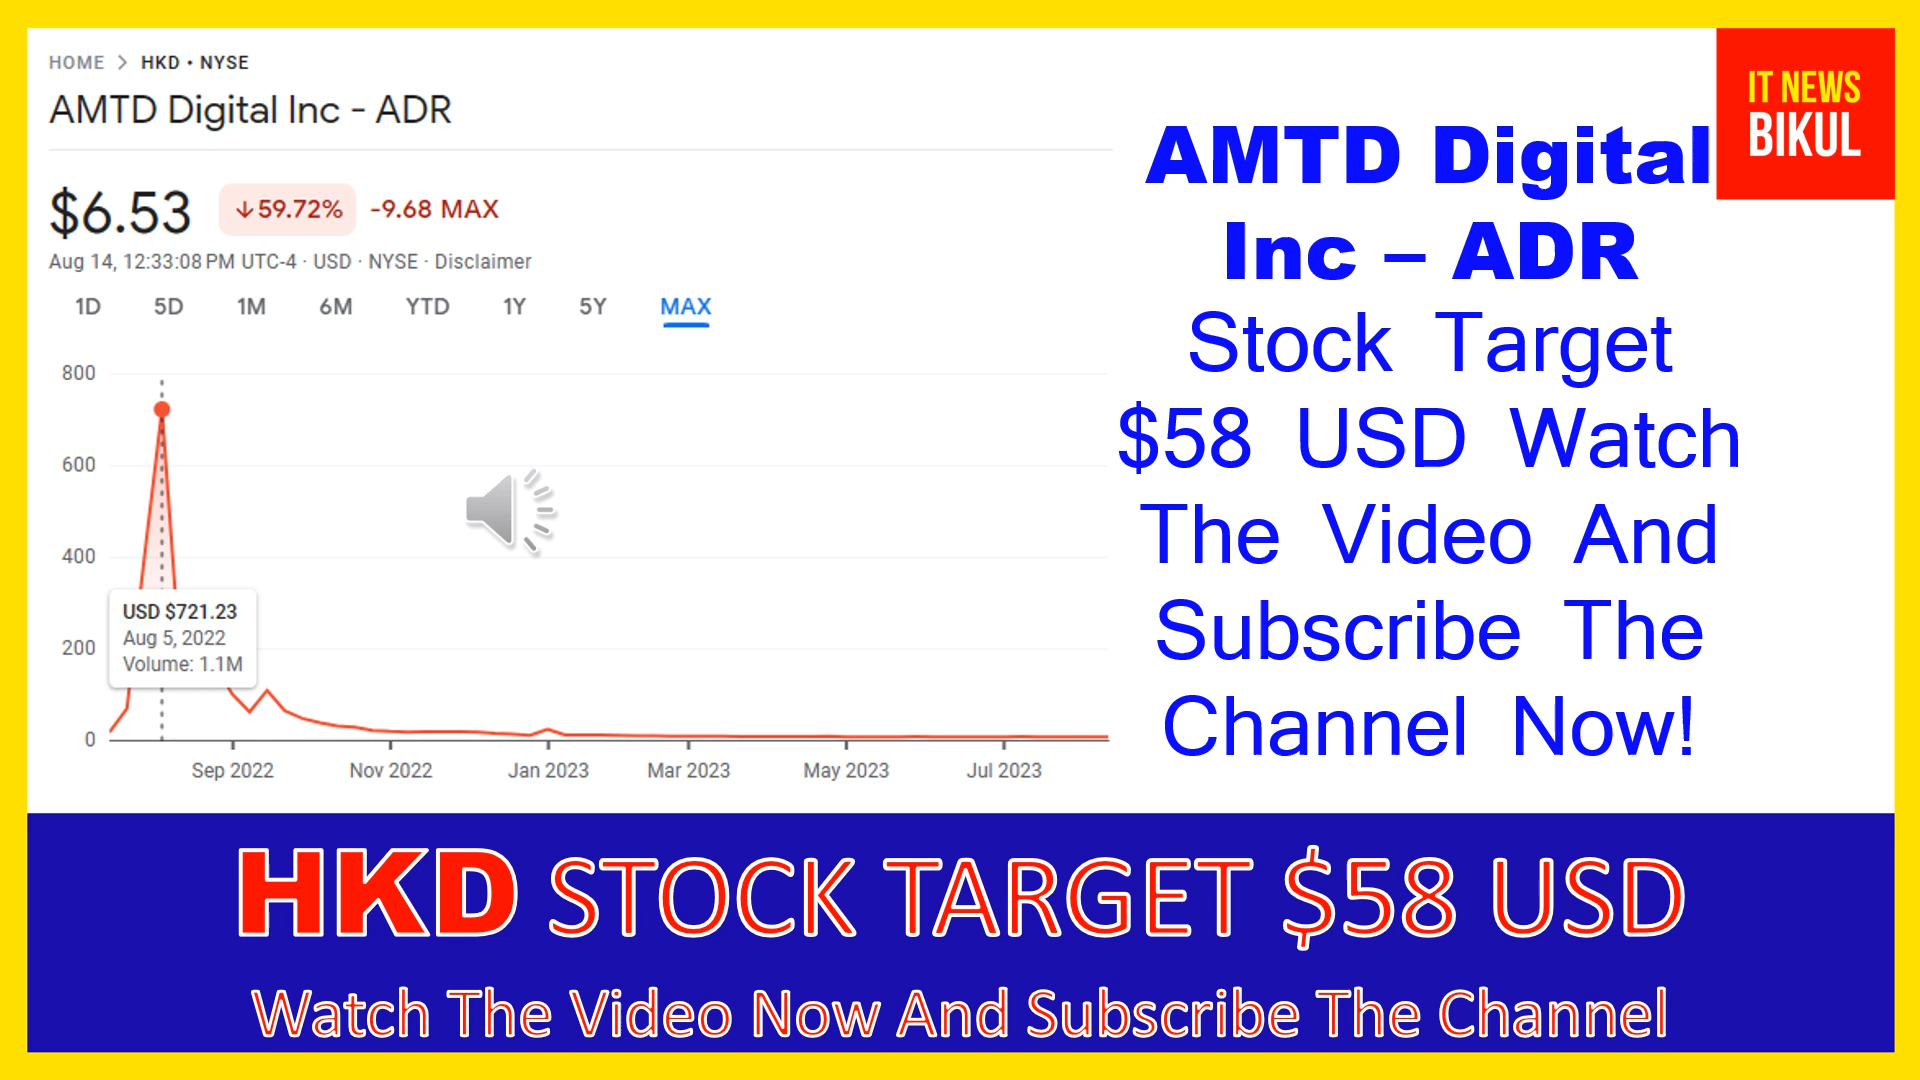 HOME > HKD • NYSE
AMTD Digital Inc - ADR
$6.53 ↓59.72% -9.68 MAX
Aug 14, 12:33:08 PM UTC-4 · USD · NYSE · Disclaimer
1D 5D 1M 6M YTD 1Y 5Y MAX
800
600
400
200
0
USD $721.23
Aug 5, 2022
Volume: 1.1M
Sep 2022 Nov 2022 Jan 2023 Mar 2023 May 2023 Jul 2023
IT NEWS
BIKUL
AMTD Digital
Inc – ADR
Stock Target
$58 USD Watch
The Video And
Subscribe The
Channel Now!
HKD STOCK TARGET $58 USD
Watch The Video Now And Subscribe The Channel